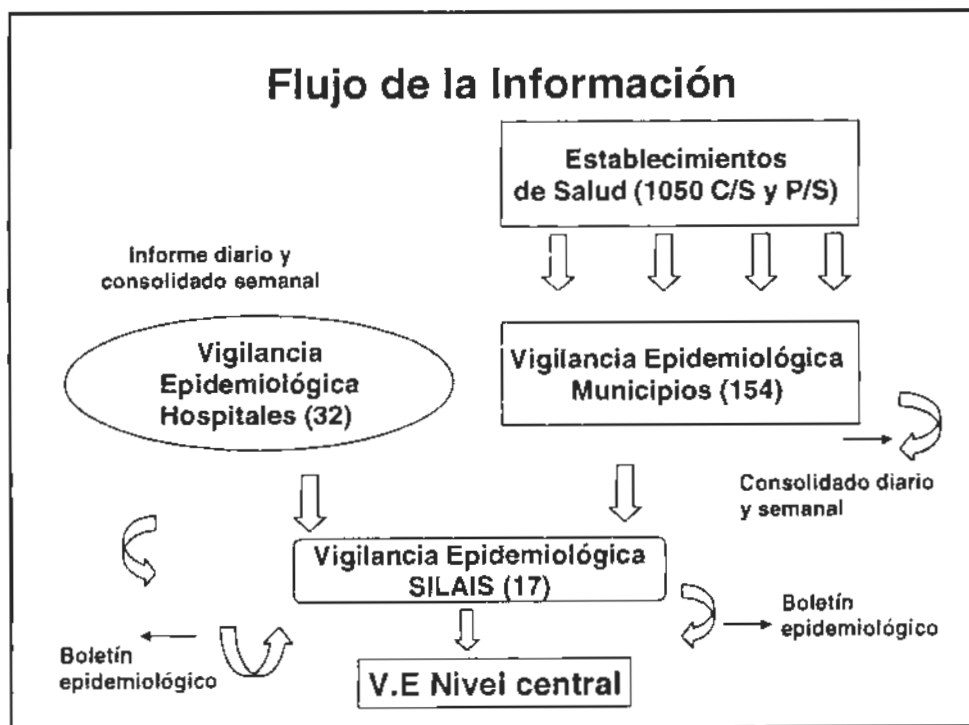 Flujo de la Información
Establecimientos
de Salud (1050 C/S y P/S)
Informe diario y
consolidado semanal
Vigilancia
Epidemiológica
Hospitales (32)
Vigilancia Epidemiológica
Municipios (154)
Consolidado diario
y semanal
Vigilancia Epidemiológica
SILAIS (17)
Boletín
epidemiológico
Boletín
epidemiológico
V.E Nivel central